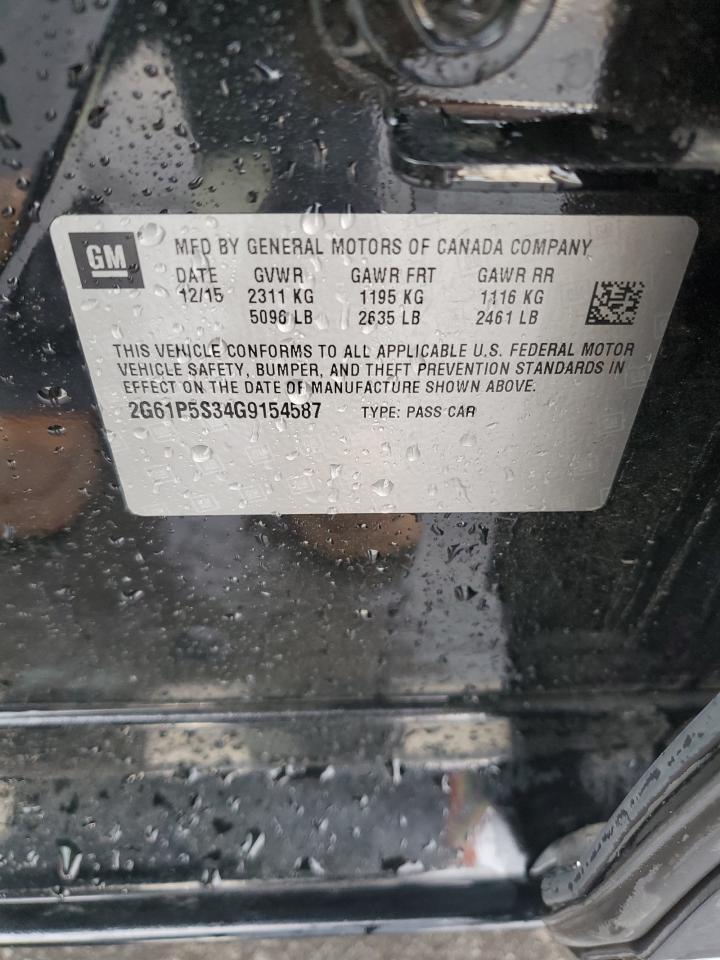 GM
MFD BY GENERAL MOTORS OF CANADA COMPANY
DATE GVWR GAWR FRT GAWR RR
12/15 2311 KG 1195 KG 1116 KG
5096 LB 2635 LB 2461 LB
THIS VEHICLE CONFORMS TO ALL APPLICABLE U.S. FEDERAL MOTOR
VEHICLE SAFETY, BUMPER, AND THEFT PREVENTION STANDARDS IN
EFFECT ON THE DATE OF MANUFACTURE SHOWN ABOVE.
2G61P5S34G9154587 TYPE: PASS CAR